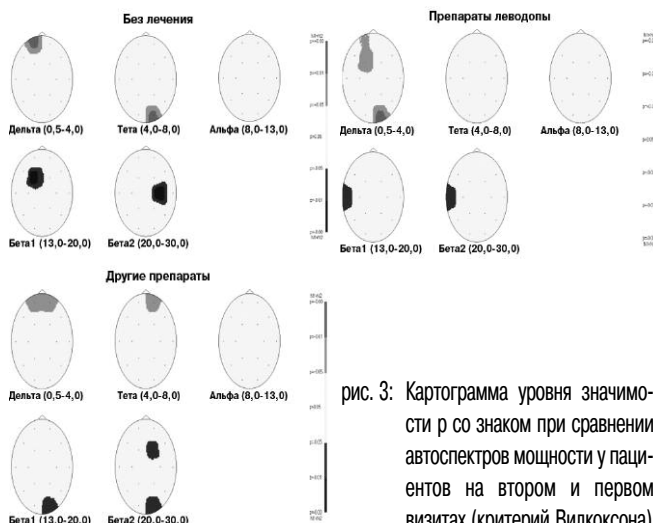 Без лечения
Препараты леводопы
Дельта (0,5-4,0) Тета (4,0-8,0) Альфа (8,0-13,0)
Дельта (0,5-4,0) Тета (4,0-8,0) Альфа (8,0-13,0)
Бета1 (13,0-20,0) Бета2 (20,0-30,0)
Бета1 (13,0-20,0) Бета2 (20,0-30,0)
Другие препараты
Дельта (0,5-4,0) Тета (4,0-8,0) Альфа (8,0-13,0)
Бета1 (13,0-20,0) Бета2 (20,0-30,0)
рис. 3: Картограмма уровня значимо-
сти р со знаком при сравнении
автоспектров мощности у паци-
ентов на втором и первом
визитах (критерий Вилкоксона)